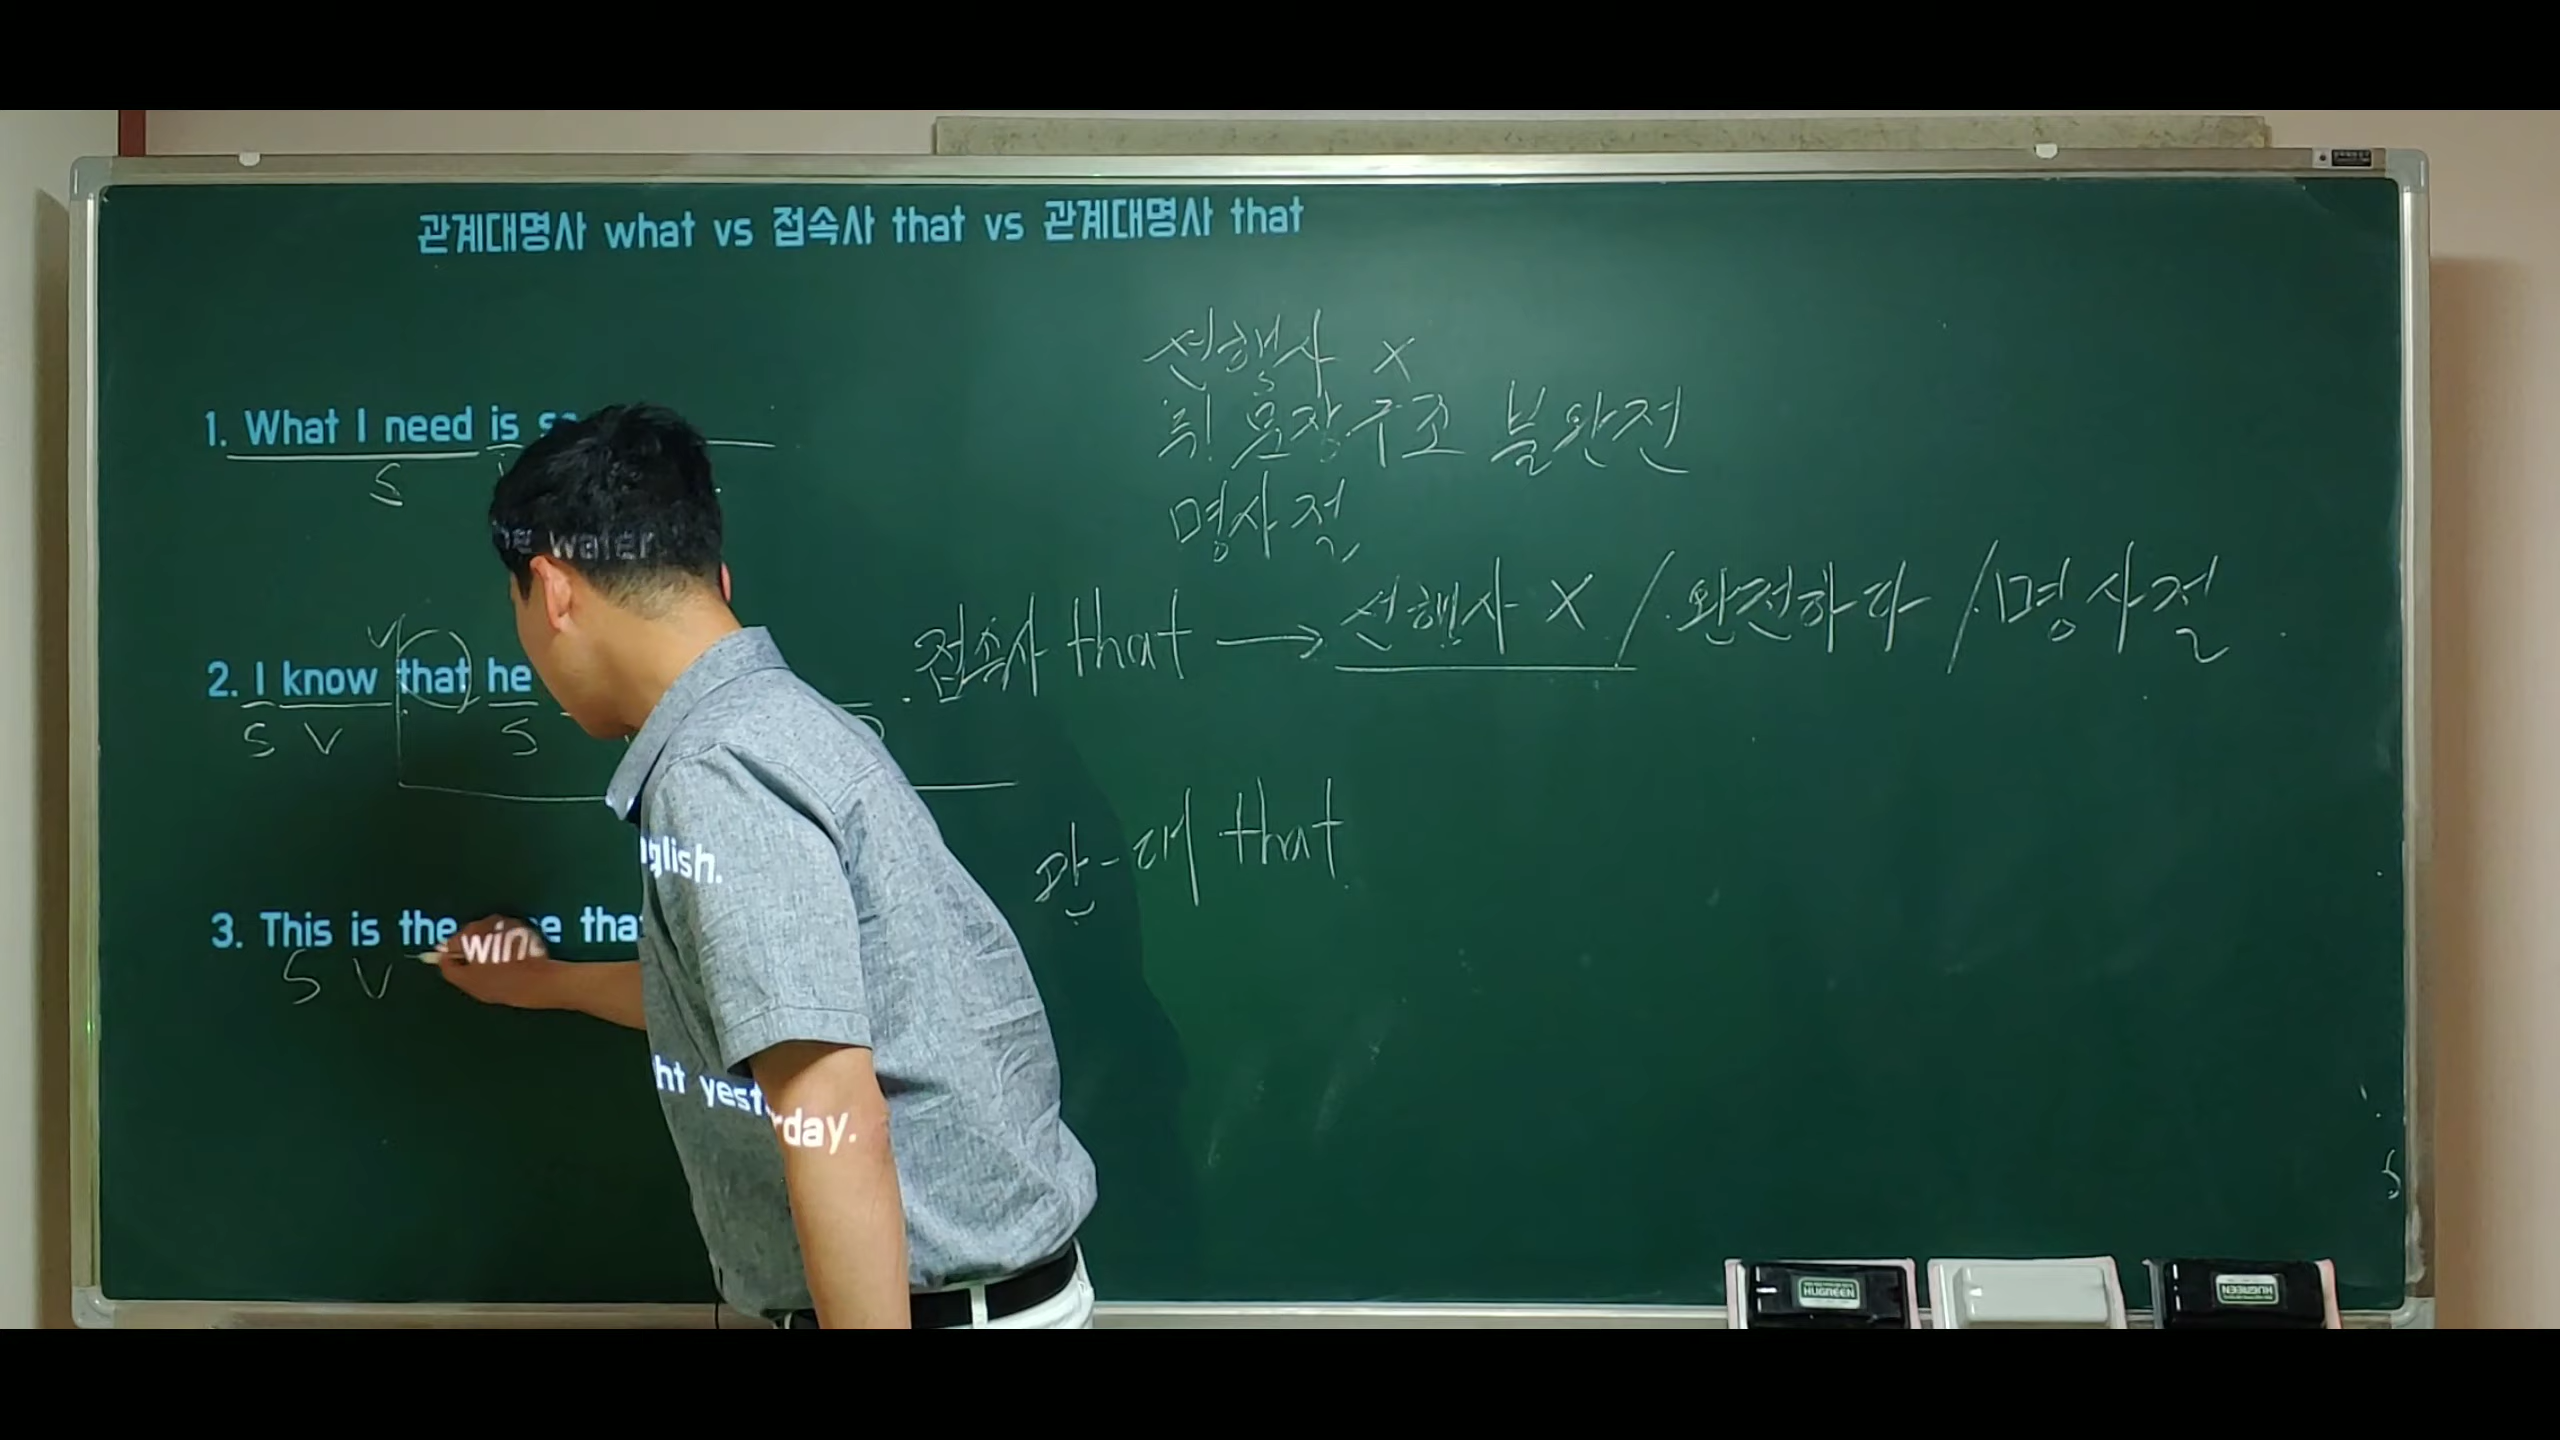 관계대명사 what vs 접속사 that vs 관계대명사 that
선행사 X
뒤! 문장구조 불완전
명사절
1. What I need is
S
water.
접속사 that → 선행사 X / 완전하다 / 명사절
2. I know that he
S V S
glish.
관-대 that
3. This is the wine that
S V
ht yesterday.
HUGREEN HUGREEN